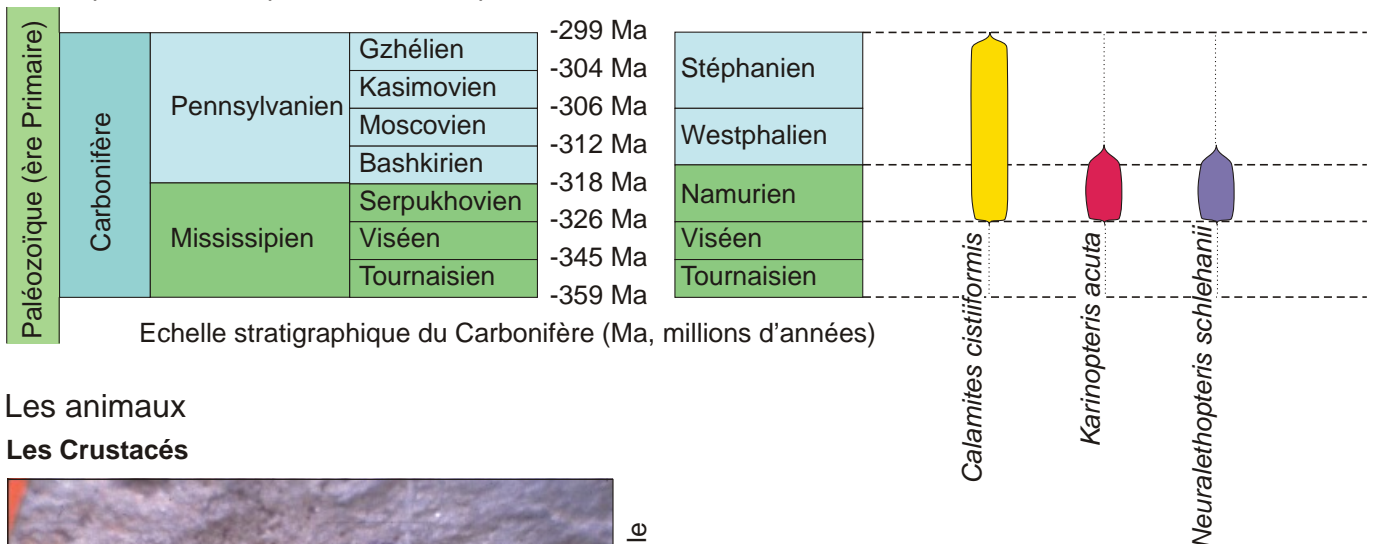 Paléozoïque (ère Primaire)
Carbonifère
Pennsylvanien
Mississipien
Gzhélien
Kasimovien
Moscovien
Bashkirien
Serpukhovien
Viséen
Tournaisien
-299 Ma
-304 Ma
-306 Ma
-312 Ma
-318 Ma
-326 Ma
-345 Ma
-359 Ma
Stéphanien
Westphalien
Namurien
Viséen
Tournaisien
Calamites cistiiformis
Karinopteris acuta
Neuralethopteris schlehanii
Echelle stratigraphique du Carbonifère (Ma, millions d'années)
Les animaux
Les Crustacés
le